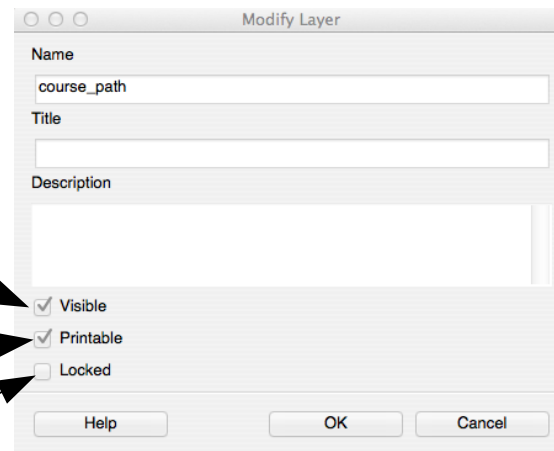 Modify Layer
Name
course_path
Title
Description
Visible
Printable
Locked
Help OK Cancel